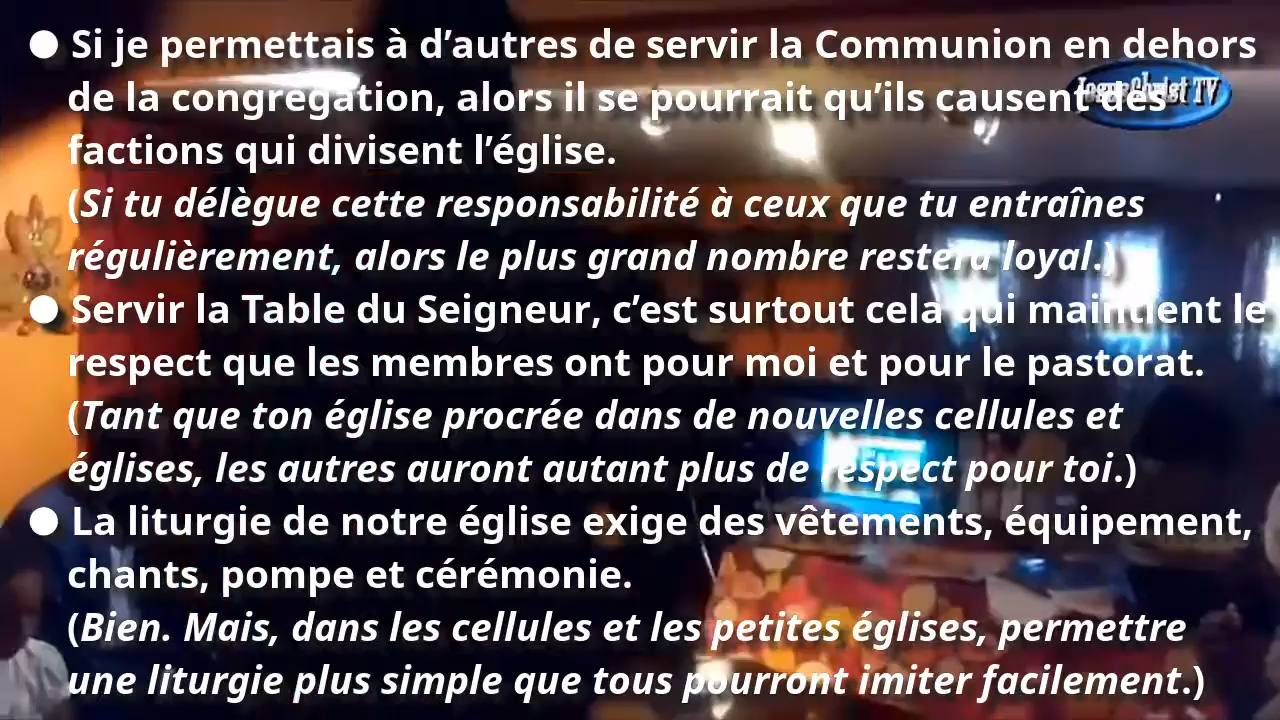 ● Si je permettais à d’autres de servir la Communion en dehors
de la congrégation, alors il se pourrait qu’ils causent des
factions qui divisent l’église.
(Si tu délègue cette responsabilité à ceux que tu entraînes
régulièrement, alors le plus grand nombre restera loyal.)
● Servir la Table du Seigneur, c’est surtout cela qui maintient le
respect que les membres ont pour moi et pour le pastorat.
(Tant que ton église procrée dans de nouvelles cellules et
églises, les autres auront autant plus de respect pour toi.)
● La liturgie de notre église exige des vêtements, équipement,
chants, pompe et cérémonie.
(Bien. Mais, dans les cellules et les petites églises, permettre
une liturgie plus simple que tous pourront imiter facilement.)
JesusChrist TV